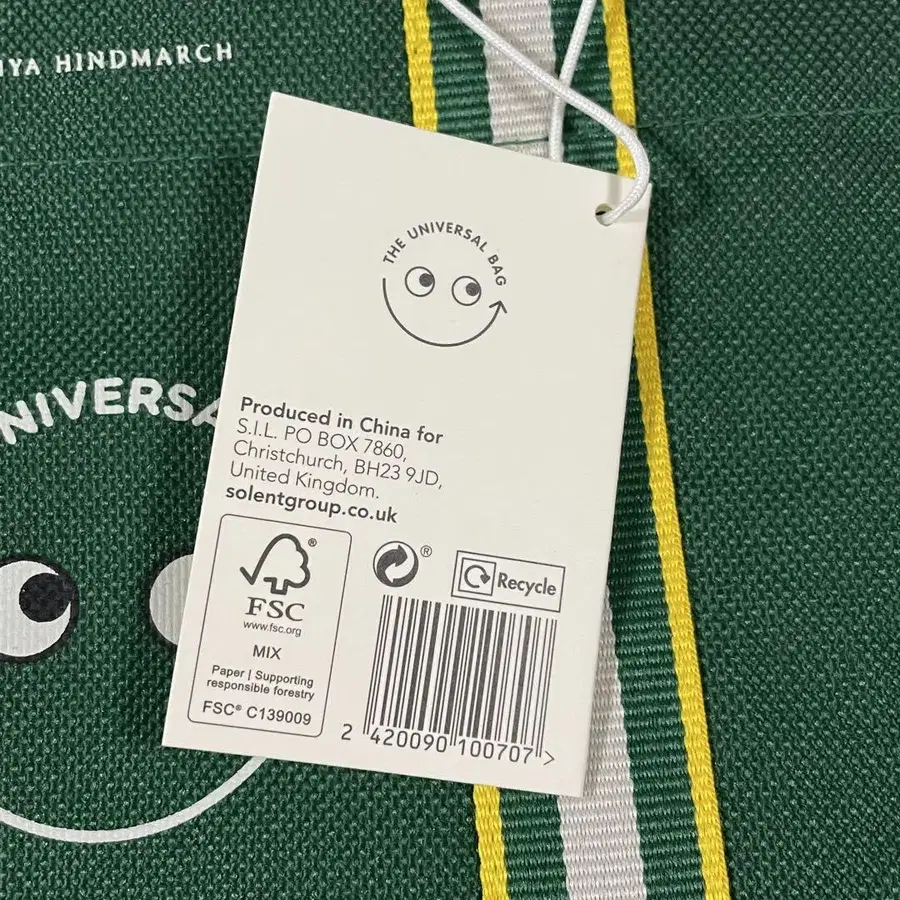 HINDMARCH
THE UNIVERSAL BAG
Produced in China for
S.I.L. PO BOX 7860,
Christchurch, BH23 9JD,
United Kingdom.
solentgroup.co.uk
FSC
®
www.fsc.org
MIX
Paper | Supporting
responsible forestry
FSC® C139009
®
Recycle
2 420090 100707 >